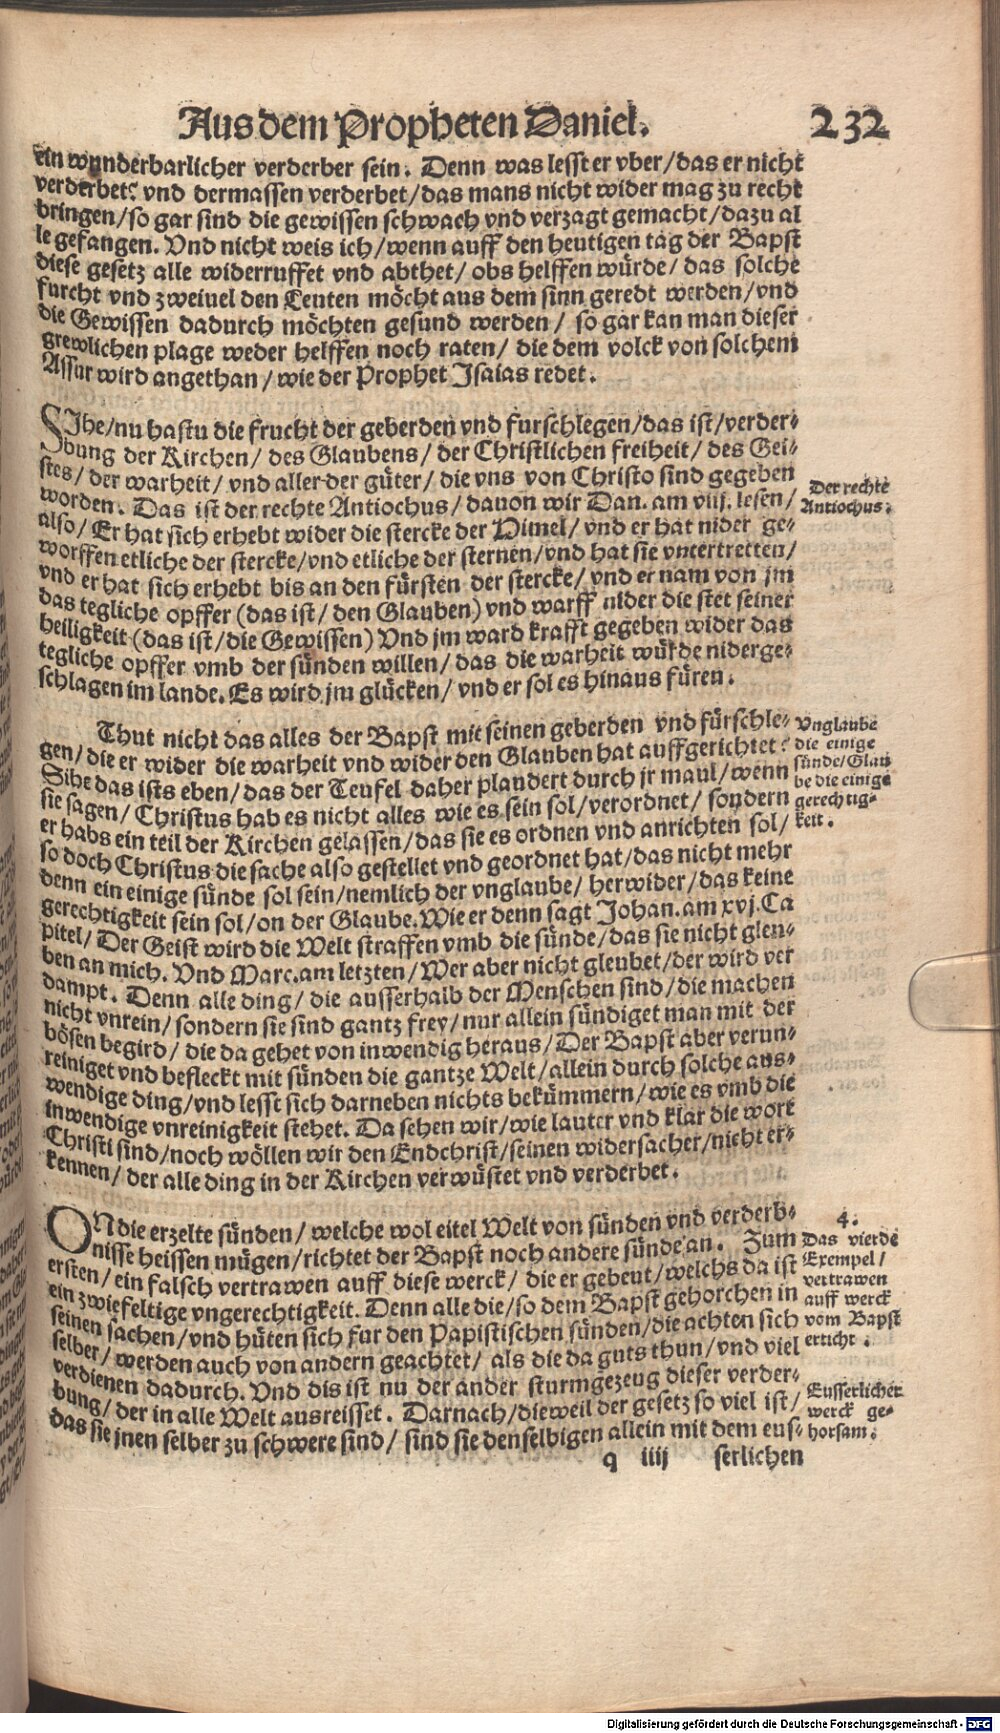 Aus dem Propheten Daniel. 232
ein wunderbarlicher verderber sein. Denn was lesst er vber/das er nicht
verderbet? vnd dermassen verderbet/das mans nicht wider mag zu recht
bringen/so gar sind die gewissen schwach vnd verzagt gemacht/dazu al
le gefangen. Vnd nicht weis ich/wenn auff den heutigen tag der Bapst
diese gesetz alle widerruffet vnd abthet/ obs helffen würde/ das solche
furcht vnd zweiuel den Leuten möcht aus dem sinn geredt werden/vnd
die Gewissen dadurch möchten gesund werden/ so gar kan man dieser
grewlichen plage weder helffen noch raten/ die dem volck von solchem
Assur wird angethan/wie der Prophet Isaias redet.
SIhe/nu hastu die frucht der geberden vnd furschlegen/das ist/verder-
bung der Kirchen/ des Glaubens/ der Christlichen freiheit/ des Gei-
stes/ der warheit/ vnd aller der güter/ die vns von Christo sind gegeben
worden. Das ist der rechte Antiochus/ dauon wir Dan. am viij. lesen/
also/ Er hat sich erhebt wider die stercke der Himel/ vnd er hat nider ge-
worffen etliche der stercke/vnd etliche der sternen/vnd hat sie vntertretten/
vnd er hat sich erhebt bis an den fürsten der stercke/ vnd er nam von jm
das tegliche opffer (das ist/ den Glauben) vnd warff nider die stet seiner
heiligkeit (das ist/die Gewissen) Vnd jm ward krafft gegeben wider das
tegliche opffer vmb der sünden willen/ das die warheit würde niderge-
schlagen im lande. Es wird jm glücken/ vnd er sol es hinaus füren.
Der rechte
Antiochus.
Thut nicht das alles der Bapst mit seinen geberden vnd fürschle-
gen/die er wider die warheit vnd wider den Glauben hat auffgerichtet?
Sihe das ists eben/das der Teufel daher plaudert durch jr maul/wenn
sie sagen/ Christus hab es nicht alles wie es sein sol/verordnet/ sondern
er habs ein teil der Kirchen gelassen/das sie es ordnen vnd anrichten sol/
so doch Christus die sache also gestellet vnd geordnet hat/das nicht mehr
denn ein einige sünde sol sein/nemlich der vnglaube/ herwider/das keine
gerechtigkeit sein sol/on der Glaube. Wie er denn sagt Johan. am xvj. Ca
pitel/ Der Geist wird die Welt straffen vmb die sünde/das sie nicht gleu-
ben an mich. Vnd Marc. am letzten/Wer aber nicht gleubet/der wird ver
dampt. Denn alle ding/ die ausserhalb der Menschen sind/die machen
nicht vnrein/ sondern sie sind gantz frey/ nur allein sündiget man mit der
bösen begird/ die da gehet von inwendig heraus/ Der Bapst aber verun-
reiniget vnd befleckt mit sünden die gantze Welt/allein durch solche aus-
wendige ding/vnd lesst sich darneben nichts bekümmern/wie es vmb die
inwendige vnreinigkeit stehet. Da sehen wir/wie lauter vnd klar die wort
Christi sind/noch wöllen wir den Endchrist/seinen widersacher/nicht er-
kennen/ der alle ding in der Kirchen verwüstet vnd verderbet.
Vnglaube
die einige
sünde/Glau
be die einige
gerechtig-
keit.
ON die erzelte sünden/ welche wol eitel Welt von sünden vnd verderb-
nisse heissen mügen/richtet der Bapst noch andere sünde an. Zum
ersten/ein falsch vertrawen auff diese werck/ die er gebeut/welchs da ist
ein zwiefeltige vngerechtigkeit. Denn alle die/so dem Bapst gehorchen in
seinen sachen/vnd hüten sich fur den Papistischen sünden/die achten sich
selber/werden auch von andern geachtet/ als die da guts thun/vnd viel
verdienen dadurch. Vnd dis ist nu der ander sturmgezeug dieser verder-
bung/ der in alle Welt ausreisset. Darnach/dieweil der gesetz so viel ist/
das sie jnen selber zu schwere sind/ sind sie denselbigen allein mit dem eus-
4.
Das vierde
Exempel/
vertrawen
auff werck
vom Bapst
erticht.
Eusserlicher
werck ge-
horsam.
q iiij serlichen
Digitalisierung gefördert durch die Deutsche Forschungsgemeinschaft - DFG